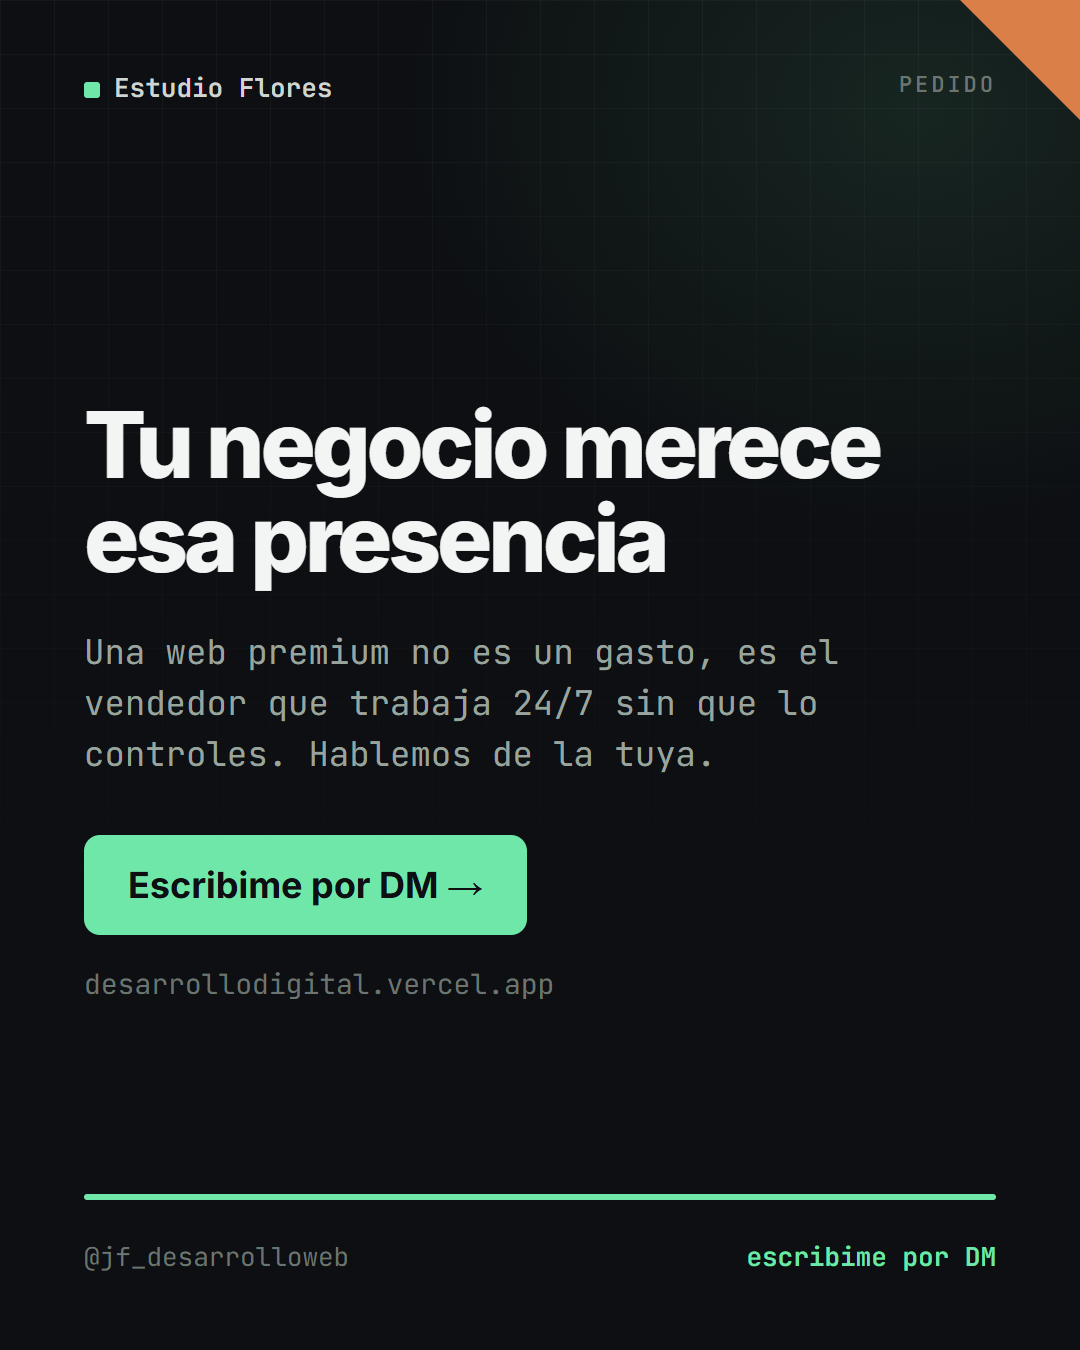 Estudio Flores
PEDIDO
Tu negocio merece
esa presencia
Una web premium no es un gasto, es el
vendedor que trabaja 24/7 sin que lo
controles. Hablemos de la tuya.
Escribime por DM →
desarrollodigital.vercel.app
@jf_desarrolloweb
escribime por DM